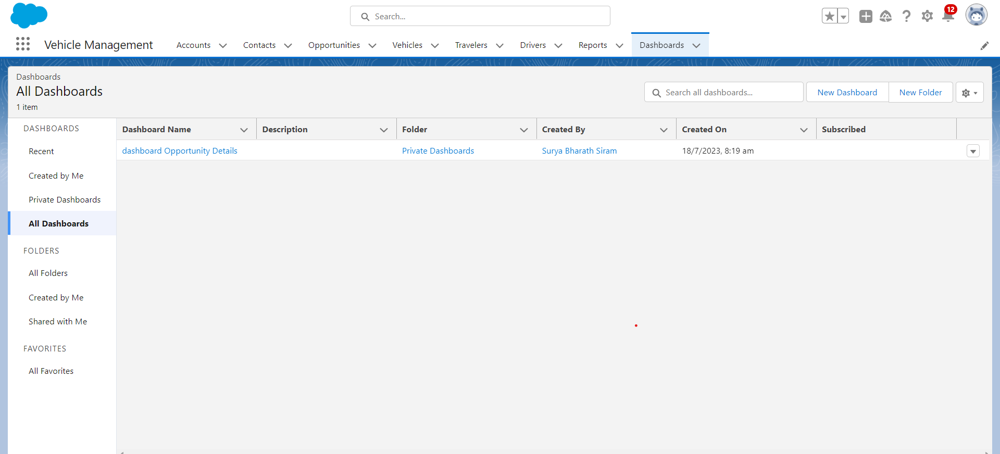 Search...
12
Vehicle Management
Accounts
Contacts
Opportunities
Vehicles
Travelers
Drivers
Reports
Dashboards
Dashboards
All Dashboards
1 item
Search all dashboards...
New Dashboard
New Folder
DASHBOARDS
Recent
Created by Me
Private Dashboards
All Dashboards
FOLDERS
All Folders
Created by Me
Shared with Me
FAVORITES
All Favorites
Dashboard Name
Description
Folder
Created By
Created On
Subscribed
dashboard Opportunity Details
Private Dashboards
Surya Bharath Siram
18/7/2023, 8:19 am